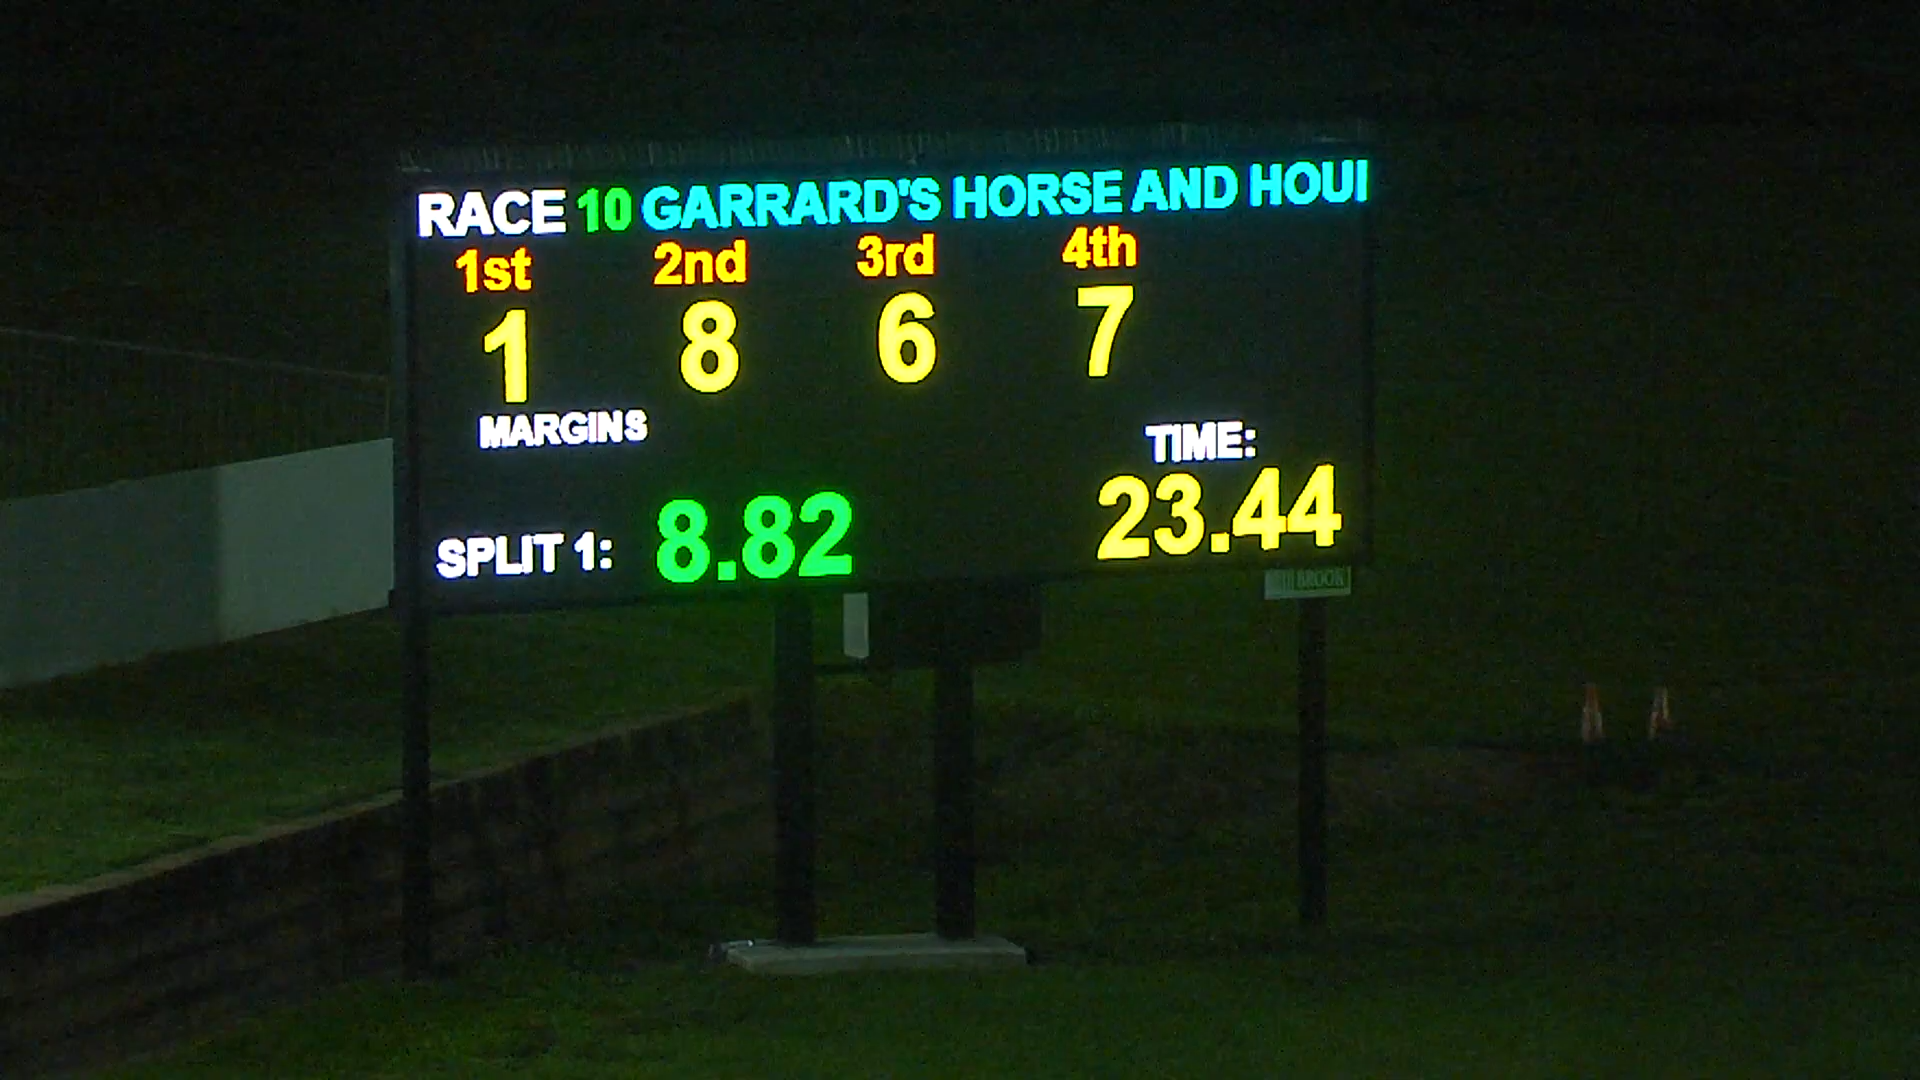 RACE 10 GARRARD'S HORSE AND HOUI
1st 2nd 3rd 4th
1 8 6 7
MARGINS
TIME:
SPLIT 1: 8.82 23.44
BROOK